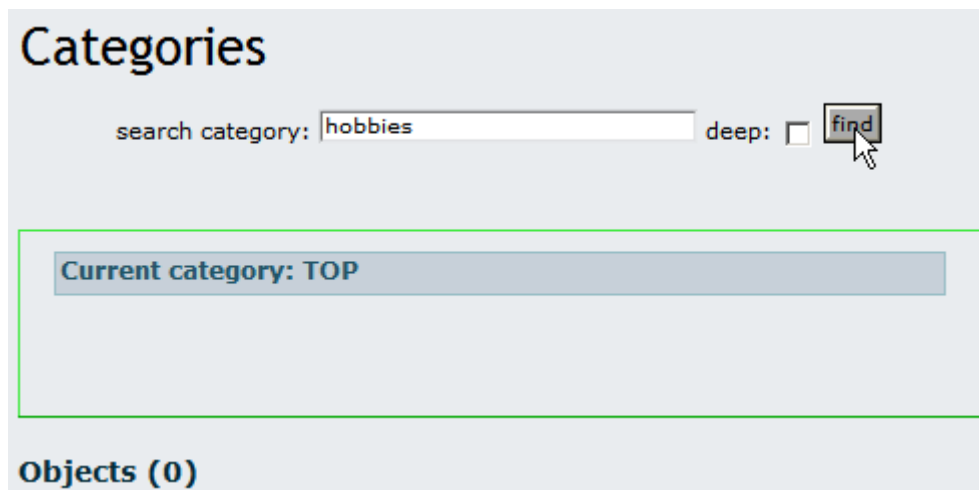 Categories
search category: hobbies deep: find
Current category: TOP
Objects (0)